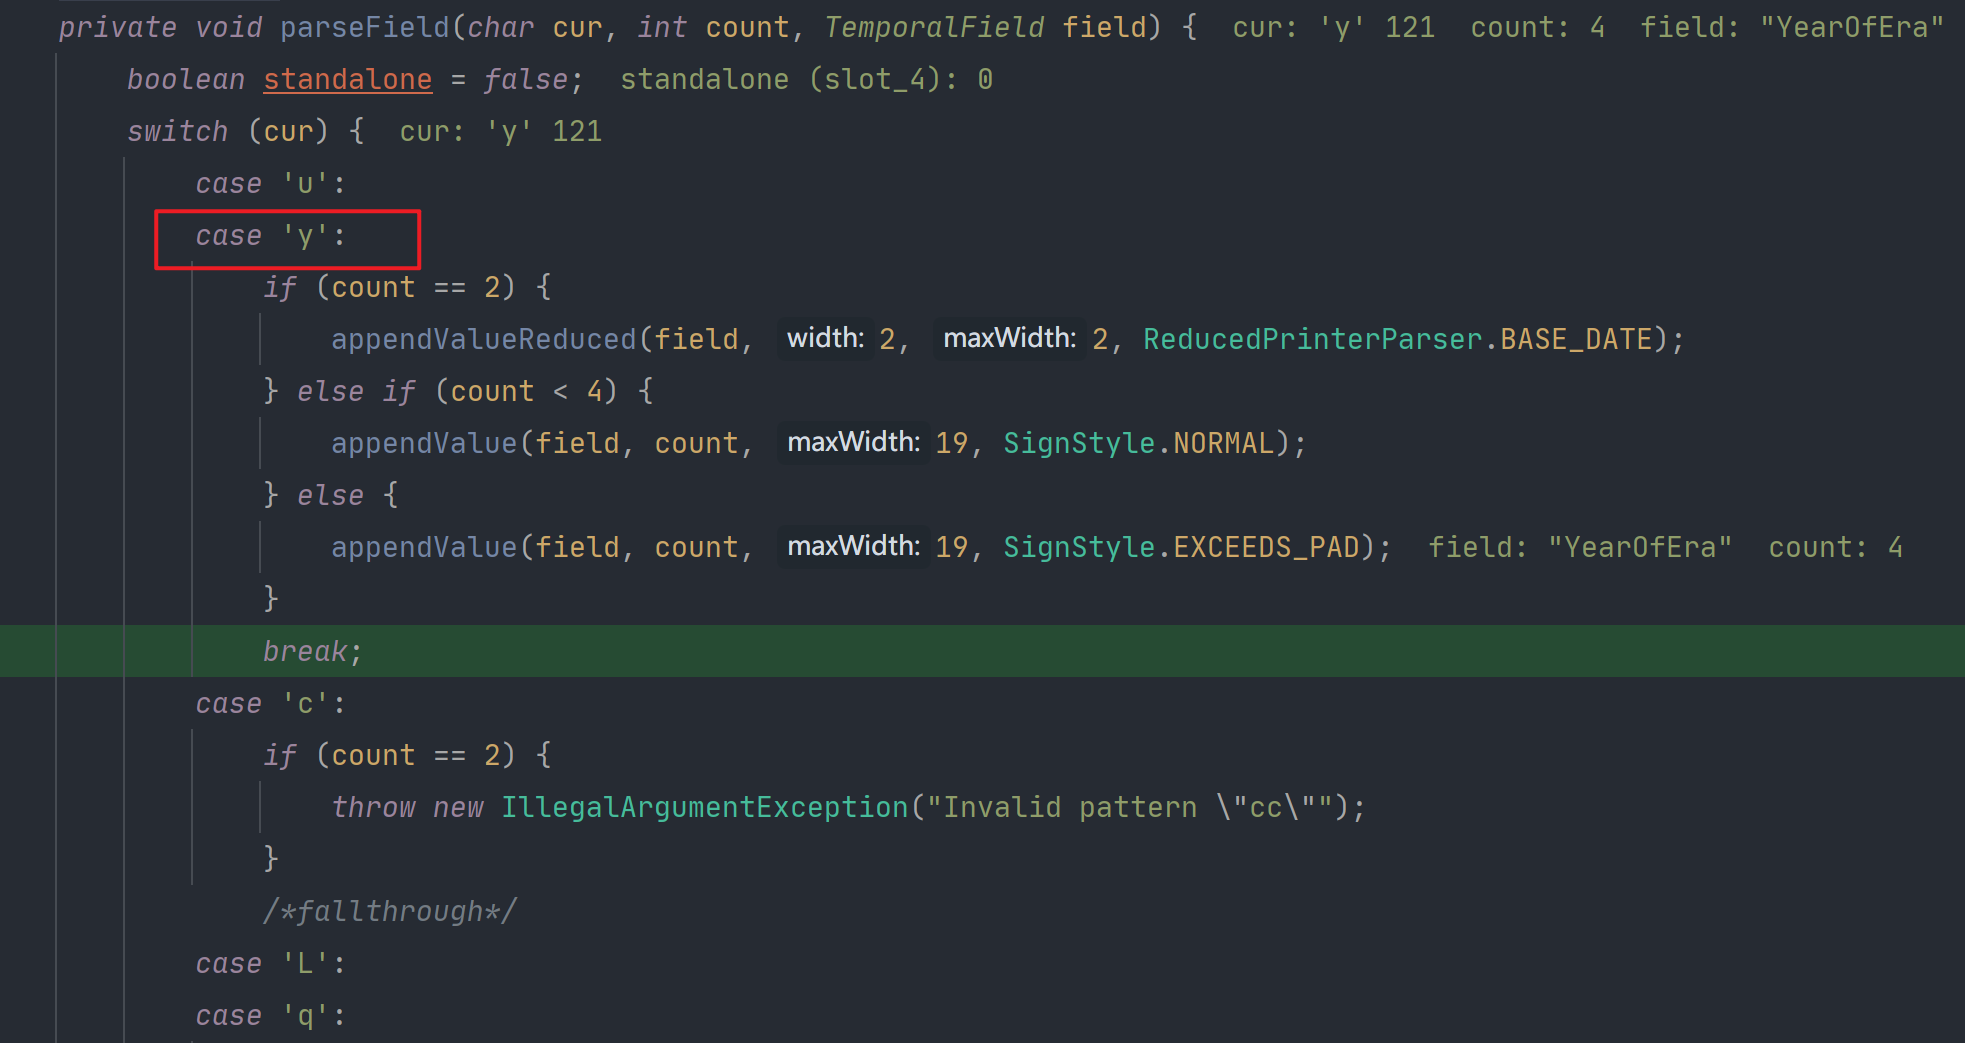 private void parseField(char cur, int count, TemporalField field) {  cur: 'y' 121  count: 4  field: "YearOfEra"
boolean standalone = false;  standalone (slot_4): 0
switch (cur) {  cur: 'y' 121
case 'u':
case 'y':
if (count == 2) {
appendValueReduced(field, width: 2, maxWidth: 2, ReducedPrinterParser.BASE_DATE);
} else if (count < 4) {
appendValue(field, count, maxWidth: 19, SignStyle.NORMAL);
} else {
appendValue(field, count, maxWidth: 19, SignStyle.EXCEEDS_PAD);  field: "YearOfEra"  count: 4
}
break;
case 'c':
if (count == 2) {
throw new IllegalArgumentException("Invalid pattern \"cc\"");
}
/*fallthrough*/
case 'L':
case 'q':